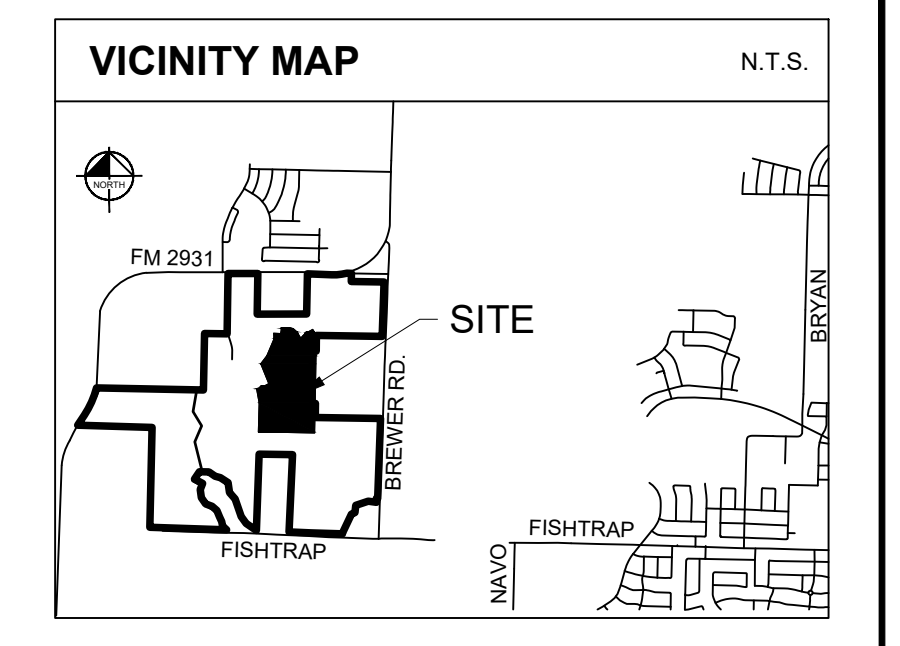 VICINITY MAP
N.T.S.
NORTH
FM 2931
SITE
BRYAN
BREWER RD.
FISHTRAP
FISHTRAP
NAVO